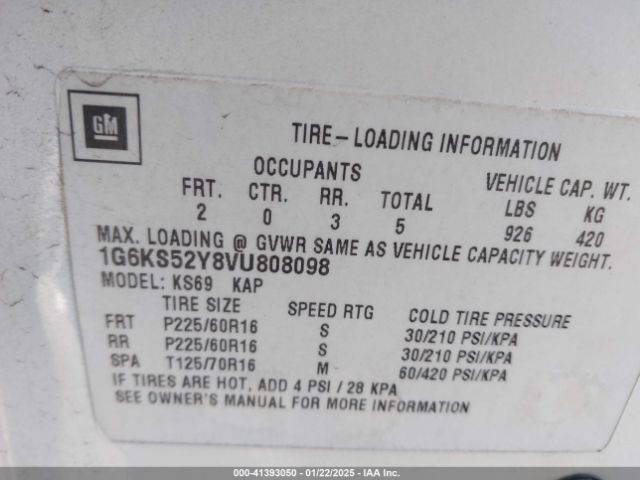 GM
TIRE-LOADING INFORMATION
OCCUPANTS VEHICLE CAP. WT.
FRT. CTR. RR. TOTAL LBS KG
2 0 3 5 926 420
MAX. LOADING @ GVWR SAME AS VEHICLE CAPACITY WEIGHT.
1G6KS52Y8VU808098
MODEL: KS69 KAP
TIRE SIZE SPEED RTG COLD TIRE PRESSURE
FRT P225/60R16 S 30/210 PSI/KPA
RR P225/60R16 S 30/210 PSI/KPA
SPA T125/70R16 M 60/420 PSI/KPA
IF TIRES ARE HOT, ADD 4 PSI / 28 KPA
SEE OWNER'S MANUAL FOR MORE INFORMATION
000-41393050 - 01/22/2025 - IAA Inc.